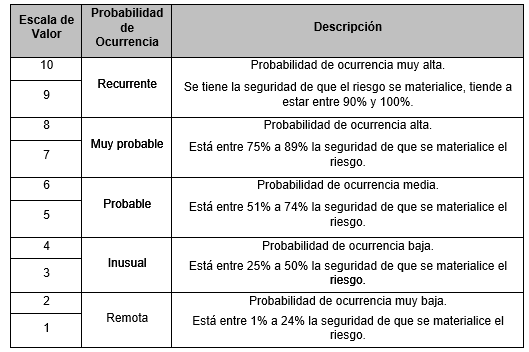 Escala de
Valor
Probabilidad
de
Ocurrencia
Descripción
10
9
Recurrente
Probabilidad de ocurrencia muy alta.
Se tiene la seguridad de que el riesgo se materialice, tiende a
estar entre 90% y 100%.
8
7
Muy probable
Probabilidad de ocurrencia alta.
Está entre 75% a 89% la seguridad de que se materialice el
riesgo.
6
5
Probable
Probabilidad de ocurrencia media.
Está entre 51% a 74% la seguridad de que se materialice el
riesgo.
4
3
Inusual
Probabilidad de ocurrencia baja.
Está entre 25% a 50% la seguridad de que se materialice el
riesgo.
2
1
Remota
Probabilidad de ocurrencia muy baja.
Está entre 1% a 24% la seguridad de que se materialice el
riesgo.